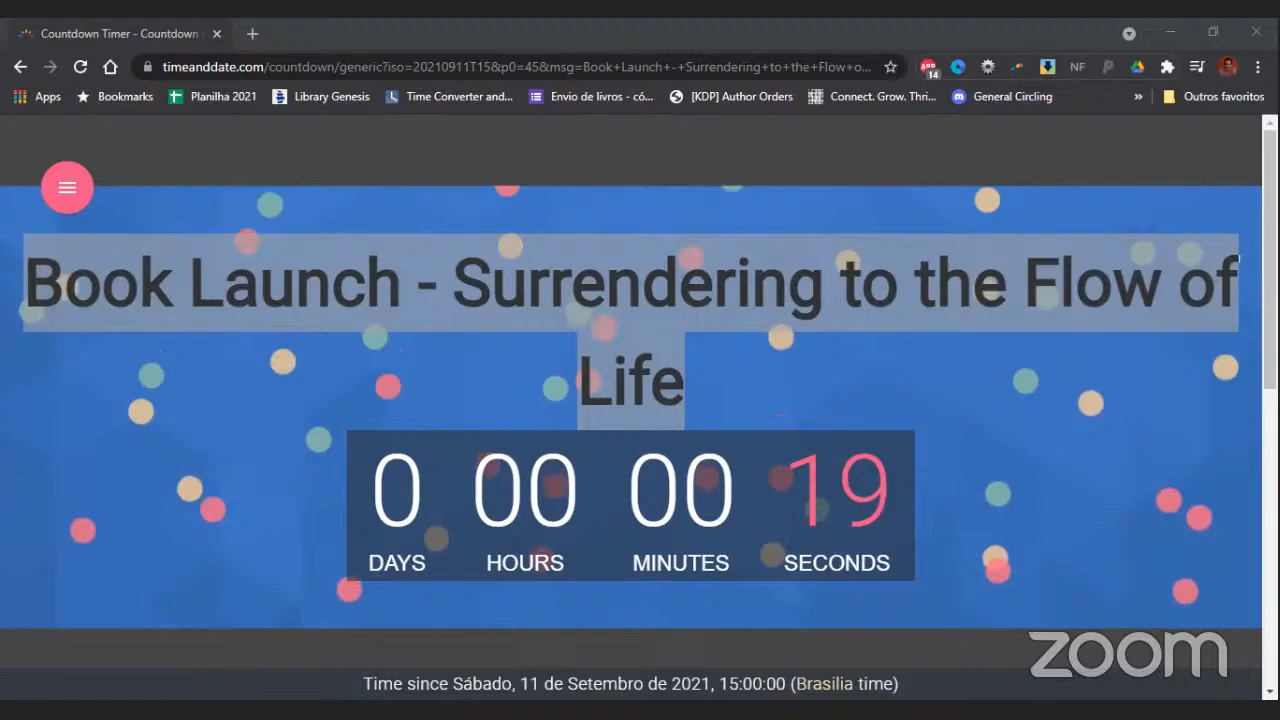 Countdown Timer - Countdown
timeanddate.com/countdown/generic?iso=20210911T15&p0=45&msg=Book+Launch+-+Surrendering+to+the+Flow+o...
ABP
14
NF
Apps
Bookmarks
Planilha 2021
Library Genesis
Time Converter and...
Envio de livros - có...
[KDP] Author Orders
Connect. Grow. Thri...
General Circling
»
Outros favoritos
Book Launch - Surrendering to the Flow of
Life
0 00 00 19
DAYS HOURS MINUTES SECONDS
zoom
Time since Sábado, 11 de Setembro de 2021, 15:00:00 (Brasilia time)